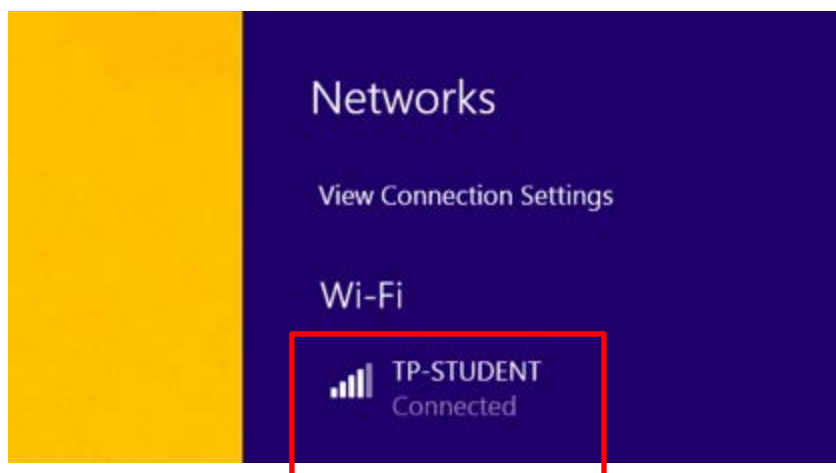 Networks
View Connection Settings
Wi-Fi
TP-STUDENT
Connected